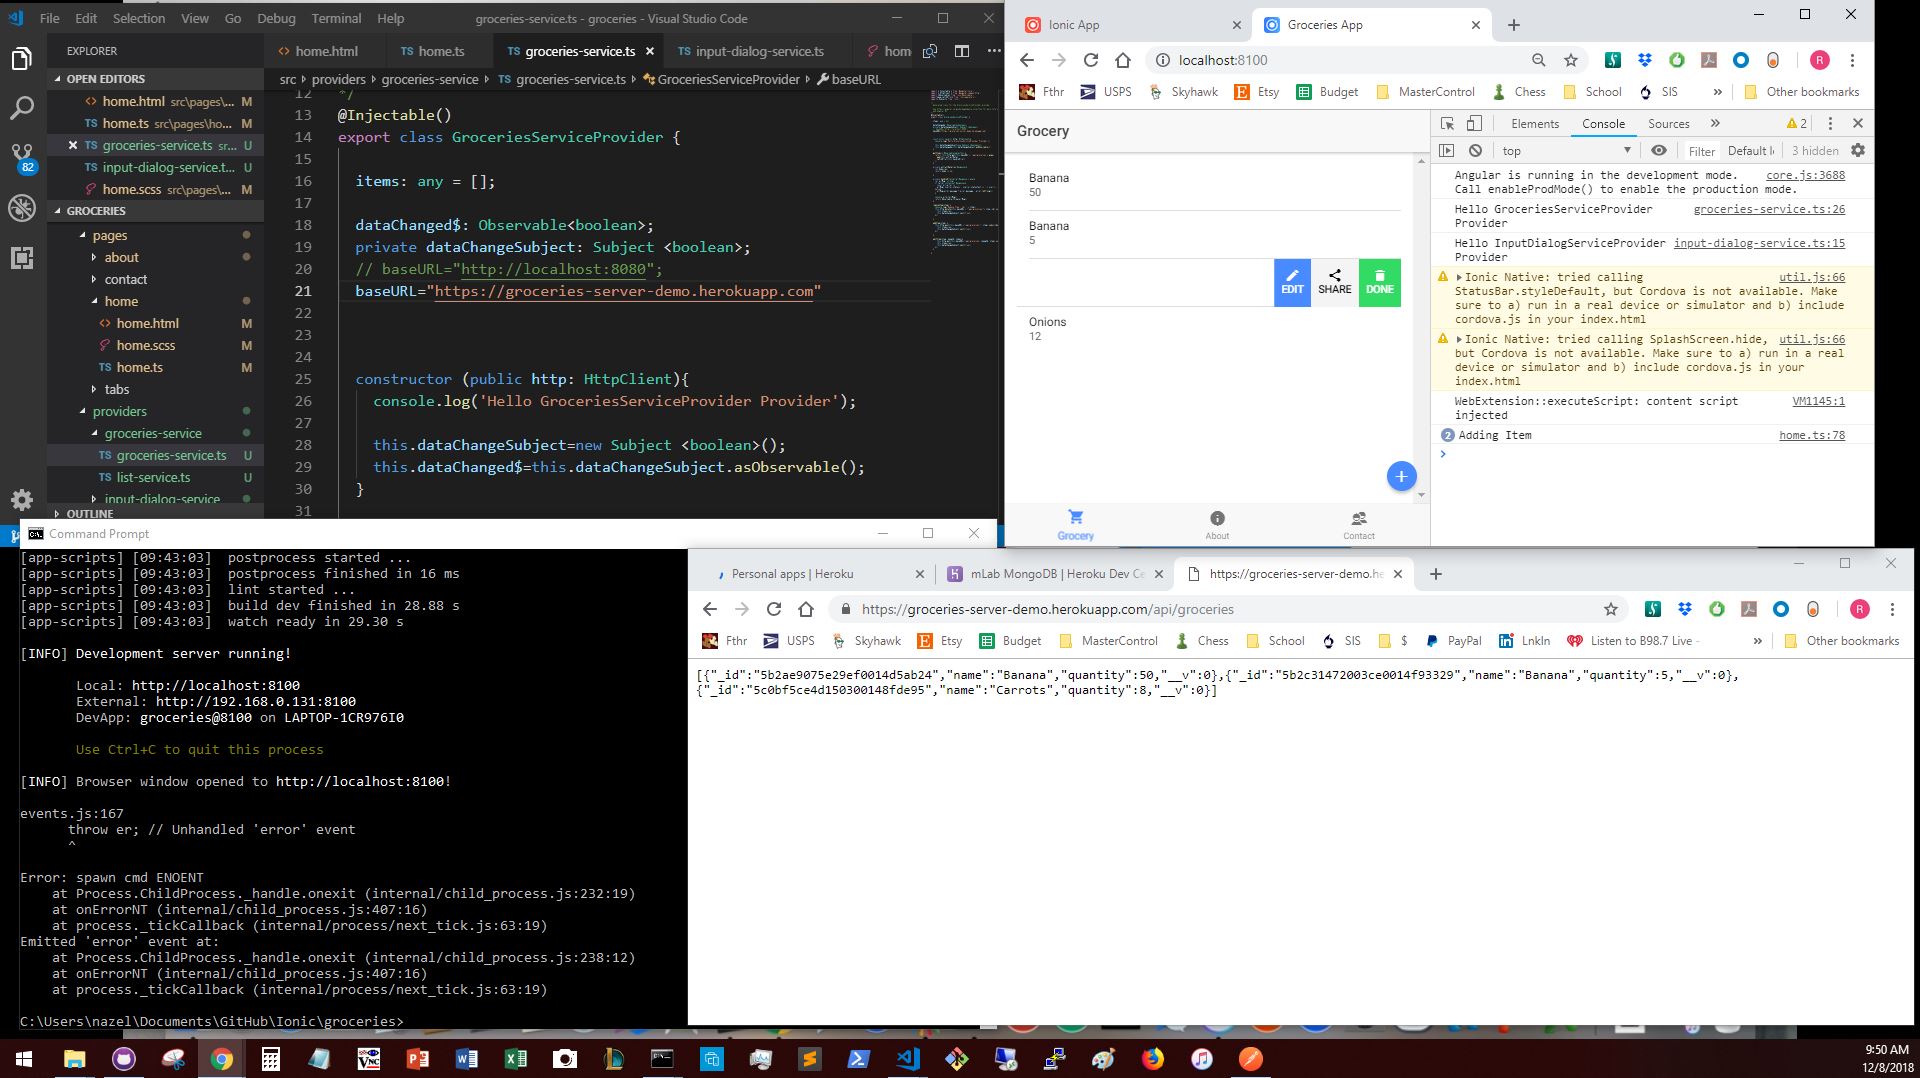 File Edit Selection View Go Debug Terminal Help groceries-service.ts - groceries - Visual Studio Code
EXPLORER
OPEN EDITORS
home.html src\pages\... M
home.ts src\pages\ho... M
groceries-service.ts sr... U
input-dialog-service.t... U
home.scss src\pages\... M
82
GROCERIES
pages
about
contact
home
home.html M
home.scss M
home.ts M
tabs
providers
groceries-service
groceries-service.ts U
list-service.ts U
input-dialog-service
OUTLINE
home.html home.ts groceries-service.ts input-dialog-service.ts hom
src › providers › groceries-service › groceries-service.ts › GroceriesServiceProvider › baseURL
12 */
13 @Injectable()
14 export class GroceriesServiceProvider {
15
16 items: any = [];
17
18 dataChanged$: Observable<boolean>;
19 private dataChangeSubject: Subject <boolean>;
20 // baseURL="http://localhost:8080";
21 baseURL="https://groceries-server-demo.herokuapp.com"
22
23
24
25 constructor (public http: HttpClient){
26 console.log('Hello GroceriesServiceProvider Provider');
27
28 this.dataChangeSubject=new Subject <boolean>();
29 this.dataChanged$=this.dataChangeSubject.asObservable();
30 }
31
Ionic App Groceries App
localhost:8100
Fthr USPS Skyhawk Etsy Budget MasterControl Chess School SIS » Other bookmarks
Grocery
Banana
50
Banana
5
EDIT SHARE DONE
Onions
12
Grocery About Contact
Elements Console Sources » 2
top Filter Default l 3 hidden
Angular is running in the development mode. core.js:3688
Call enableProdMode() to enable the production mode.
Hello GroceriesServiceProvider groceries-service.ts:26
Provider
Hello InputDialogServiceProvider input-dialog-service.ts:15
Provider
Ionic Native: tried calling util.js:66
StatusBar.styleDefault, but Cordova is not available. Make
sure to a) run in a real device or simulator and b) include
cordova.js in your index.html
Ionic Native: tried calling SplashScreen.hide, util.js:66
but Cordova is not available. Make sure to a) run in a real
device or simulator and b) include cordova.js in your
index.html
WebExtension::executeScript: content script VM1145:1
injected
2 Adding Item home.ts:78
Command Prompt
[app-scripts] [09:43:03] postprocess started ...
[app-scripts] [09:43:03] postprocess finished in 16 ms
[app-scripts] [09:43:03] lint started ...
[app-scripts] [09:43:03] build dev finished in 28.88 s
[app-scripts] [09:43:03] watch ready in 29.30 s
[INFO] Development server running!
Local: http://localhost:8100
External: http://192.168.0.131:8100
DevApp: groceries@8100 on LAPTOP-1CR976I0
Use Ctrl+C to quit this process
[INFO] Browser window opened to http://localhost:8100!
events.js:167
throw er; // Unhandled 'error' event
^
Error: spawn cmd ENOENT
at Process.ChildProcess._handle.onexit (internal/child_process.js:232:19)
at onErrorNT (internal/child_process.js:407:16)
at process._tickCallback (internal/process/next_tick.js:63:19)
Emitted 'error' event at:
at Process.ChildProcess._handle.onexit (internal/child_process.js:238:12)
at onErrorNT (internal/child_process.js:407:16)
at process._tickCallback (internal/process/next_tick.js:63:19)
C:\Users\nazel\Documents\GitHub\Ionic\groceries>
Personal apps | Heroku mLab MongoDB | Heroku Dev Ce https://groceries-server-demo.he
https://groceries-server-demo.herokuapp.com/api/groceries
R
Fthr USPS Skyhawk Etsy Budget MasterControl Chess School SIS $ PayPal LnkIn Listen to B98.7 Live - » Other bookmarks
[{"_id":"5b2ae9075e29ef0014d5ab24","name":"Banana","quantity":50,"__v":0},{"_id":"5b2c31472003ce0014f93329","name":"Banana","quantity":5,"__v":0},
{"_id":"5c0bf5ce4d150300148fde95","name":"Carrots","quantity":8,"__v":0}]
9:50 AM
12/8/2018